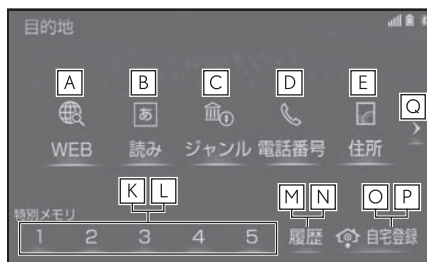 目的地
A B C D E
あ
Q
WEB 読み ジャンル 電話番号 住所
K L M N O P
特別メモリ
1 2 3 4 5 履歴 自宅登録